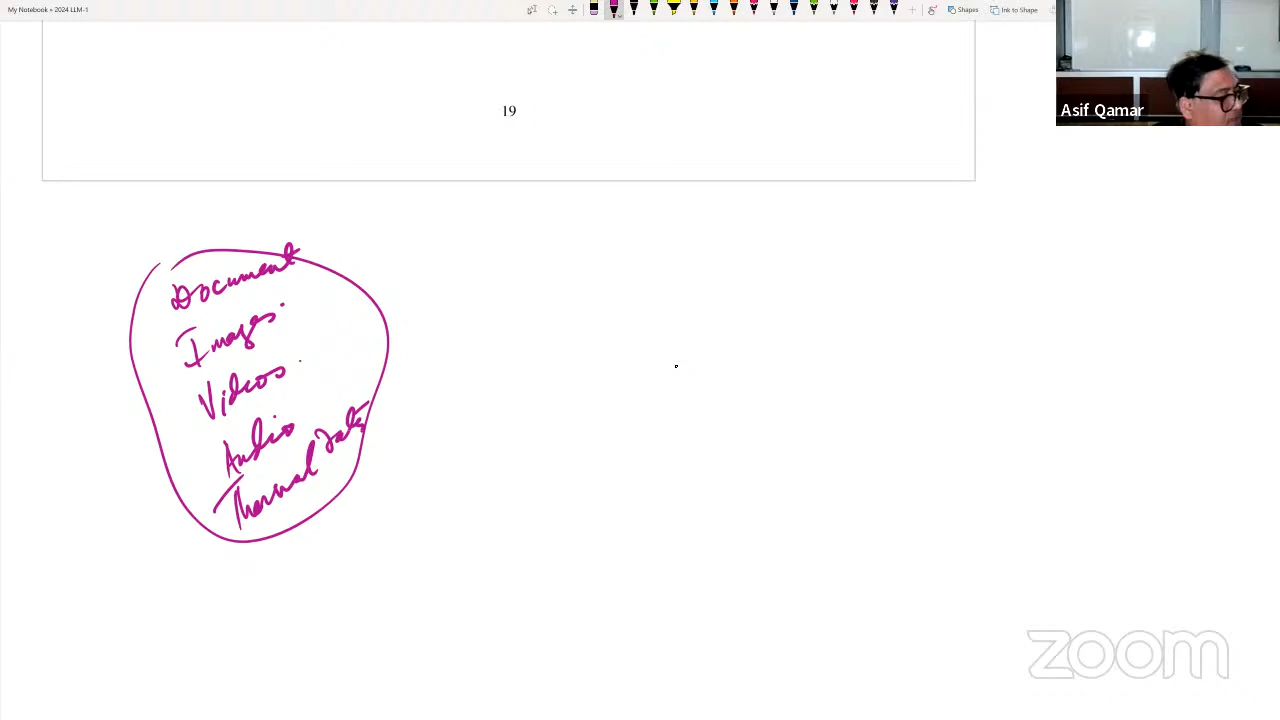 My Notebook » 2024 LLM-1
Shapes
Ink to Shape
Asif Qamar
19
Document
Images.
Videos
Audio
Thermal Data
zoom